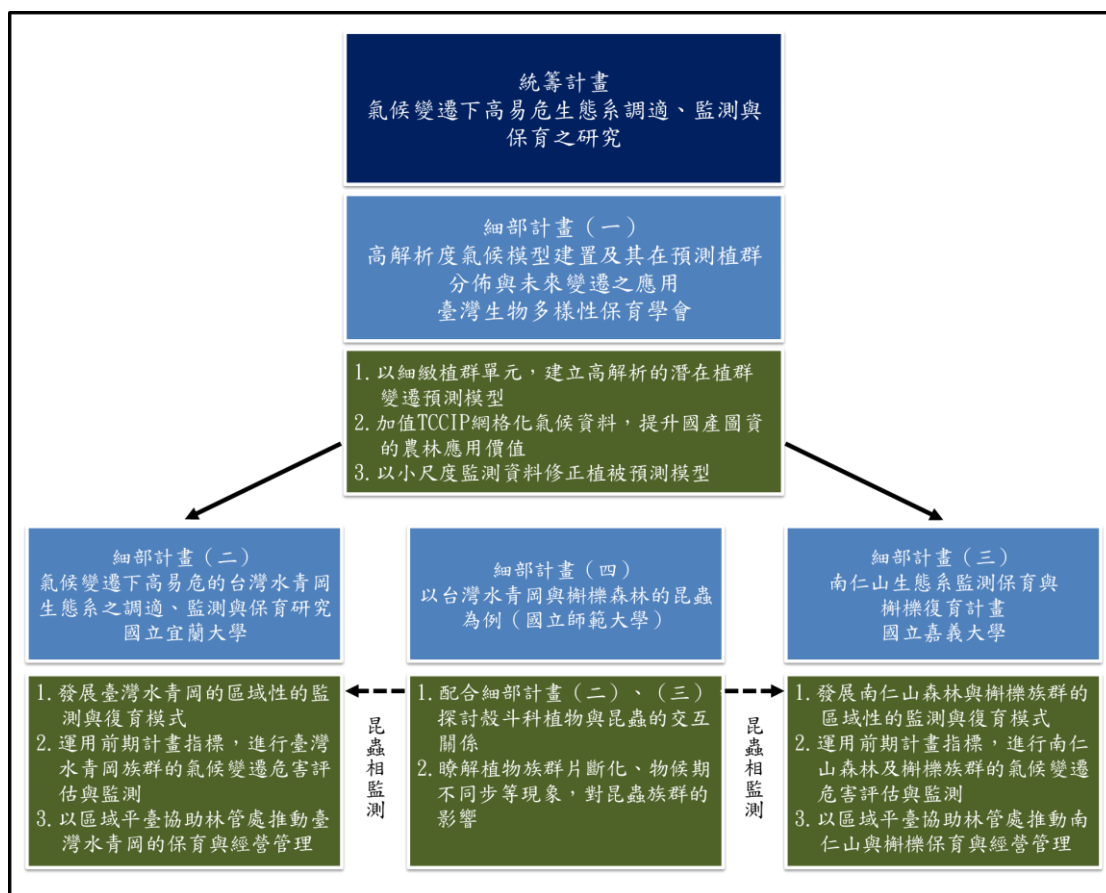 統籌計畫
氣候變遷下高易危生態系調適、監測與
保育之研究
細部計畫（一）
高解析度氣候模型建置及其在預測植群
分佈與未來變遷之應用
臺灣生物多樣性保育學會
1. 以細緻植群單元，建立高解析的潛在植群
變遷預測模型
2. 加值TCCIP網格化氣候資料，提升國產圖資
的農林應用價值
3. 以小尺度監測資料修正植被預測模型
細部計畫（二）
氣候變遷下高易危的台灣水青岡
生態系之調適、監測與保育研究
國立宜蘭大學
1. 發展臺灣水青岡的區域性的監
測與復育模式
2. 運用前期計畫指標，進行臺灣
水青岡族群的氣候變遷危害評
估與監測
3. 以區域平臺協助林管處推動臺
灣水青岡的保育與經營管理
昆蟲相監測
細部計畫（四）
以台灣水青岡與槲櫟森林的昆蟲
為例（國立師範大學）
1. 配合細部計畫（二）、（三）
探討殼斗科植物與昆蟲的交互
關係
2. 瞭解植物族群片斷化、物候期
不同步等現象，對昆蟲族群的
影響
昆蟲相監測
細部計畫（三）
南仁山生態系監測保育與
槲櫟復育計畫
國立嘉義大學
1. 發展南仁山森林與槲櫟族群的
區域性的監測與復育模式
2. 運用前期計畫指標，進行南仁
山森林及槲櫟族群的氣候變遷
危害評估與監測
3. 以區域平臺協助林管處推動南
仁山與槲櫟保育與經營管理